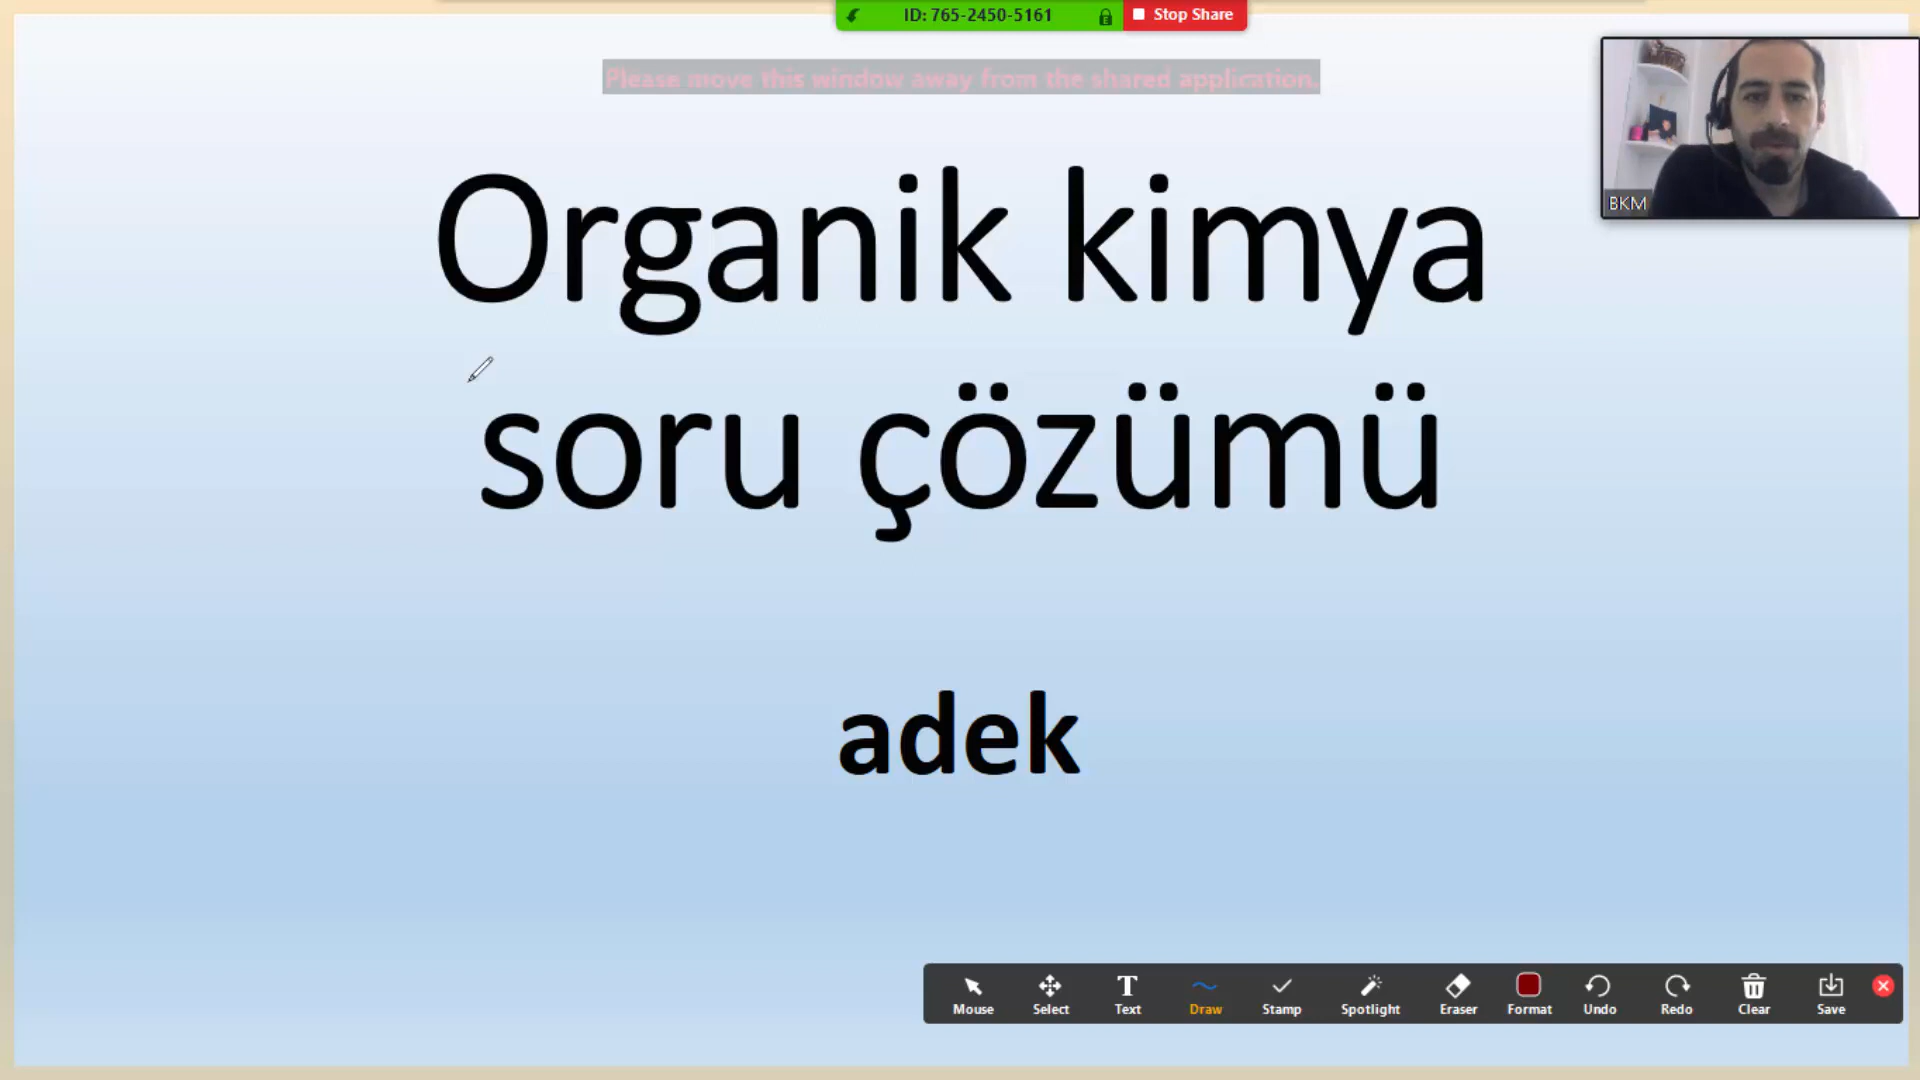 ID: 765-2450-5161
Stop Share
Please move this window away from the shared application.
BKM
Organik kimya
soru çözümü
adek
Mouse Select Text Draw Stamp Spotlight Eraser Format Undo Redo Clear Save